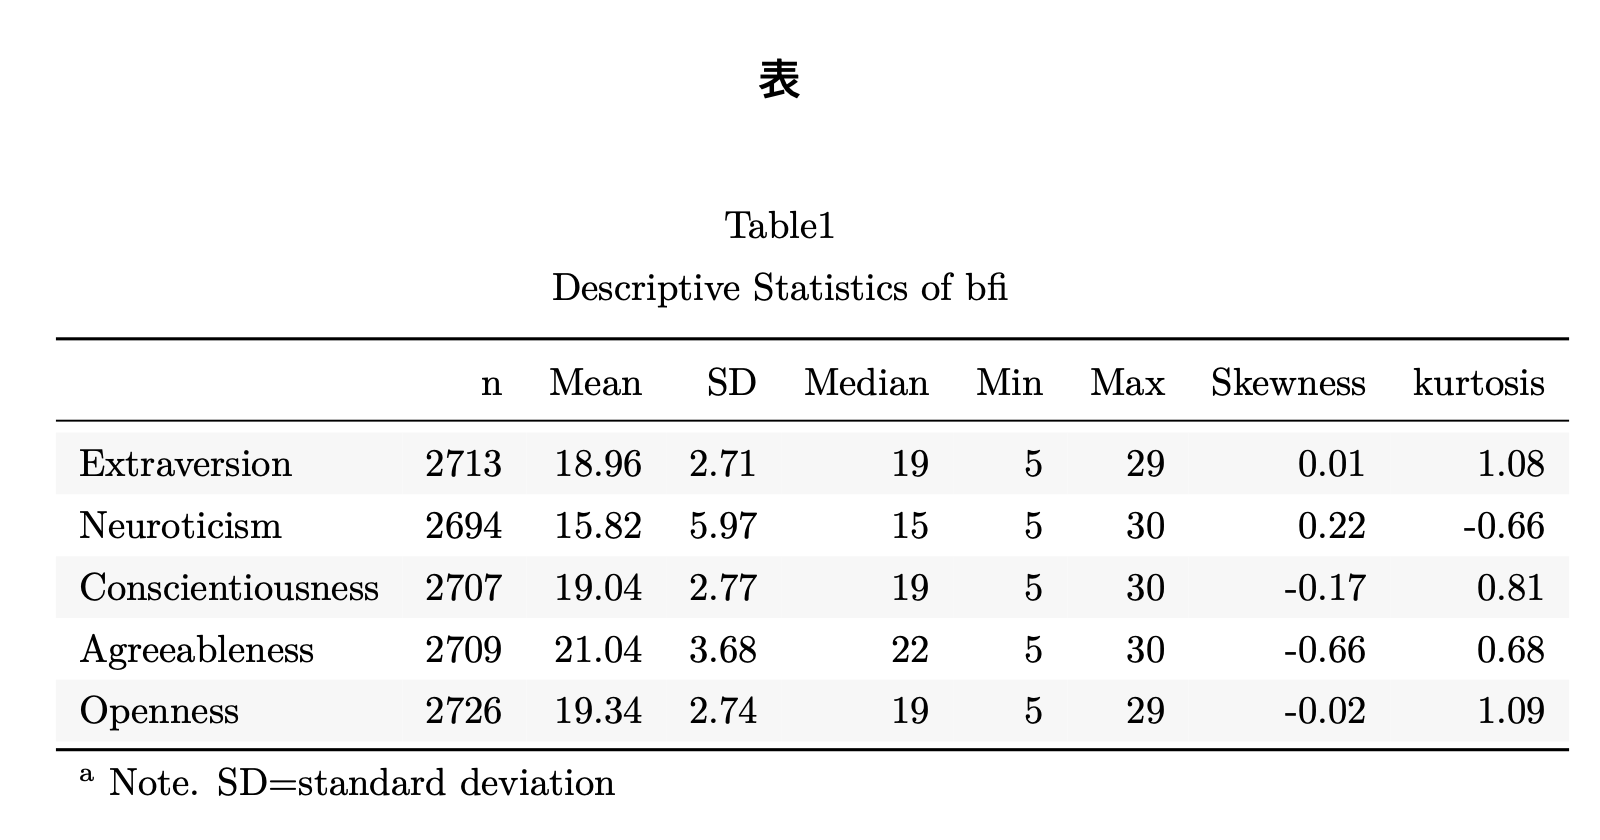 表
Table1
Descriptive Statistics of bfi
n Mean SD Median Min Max Skewness kurtosis
Extraversion 2713 18.96 2.71 19 5 29 0.01 1.08
Neuroticism 2694 15.82 5.97 15 5 30 0.22 -0.66
Conscientiousness 2707 19.04 2.77 19 5 30 -0.17 0.81
Agreeableness 2709 21.04 3.68 22 5 30 -0.66 0.68
Openness 2726 19.34 2.74 19 5 29 -0.02 1.09
a Note. SD=standard deviation